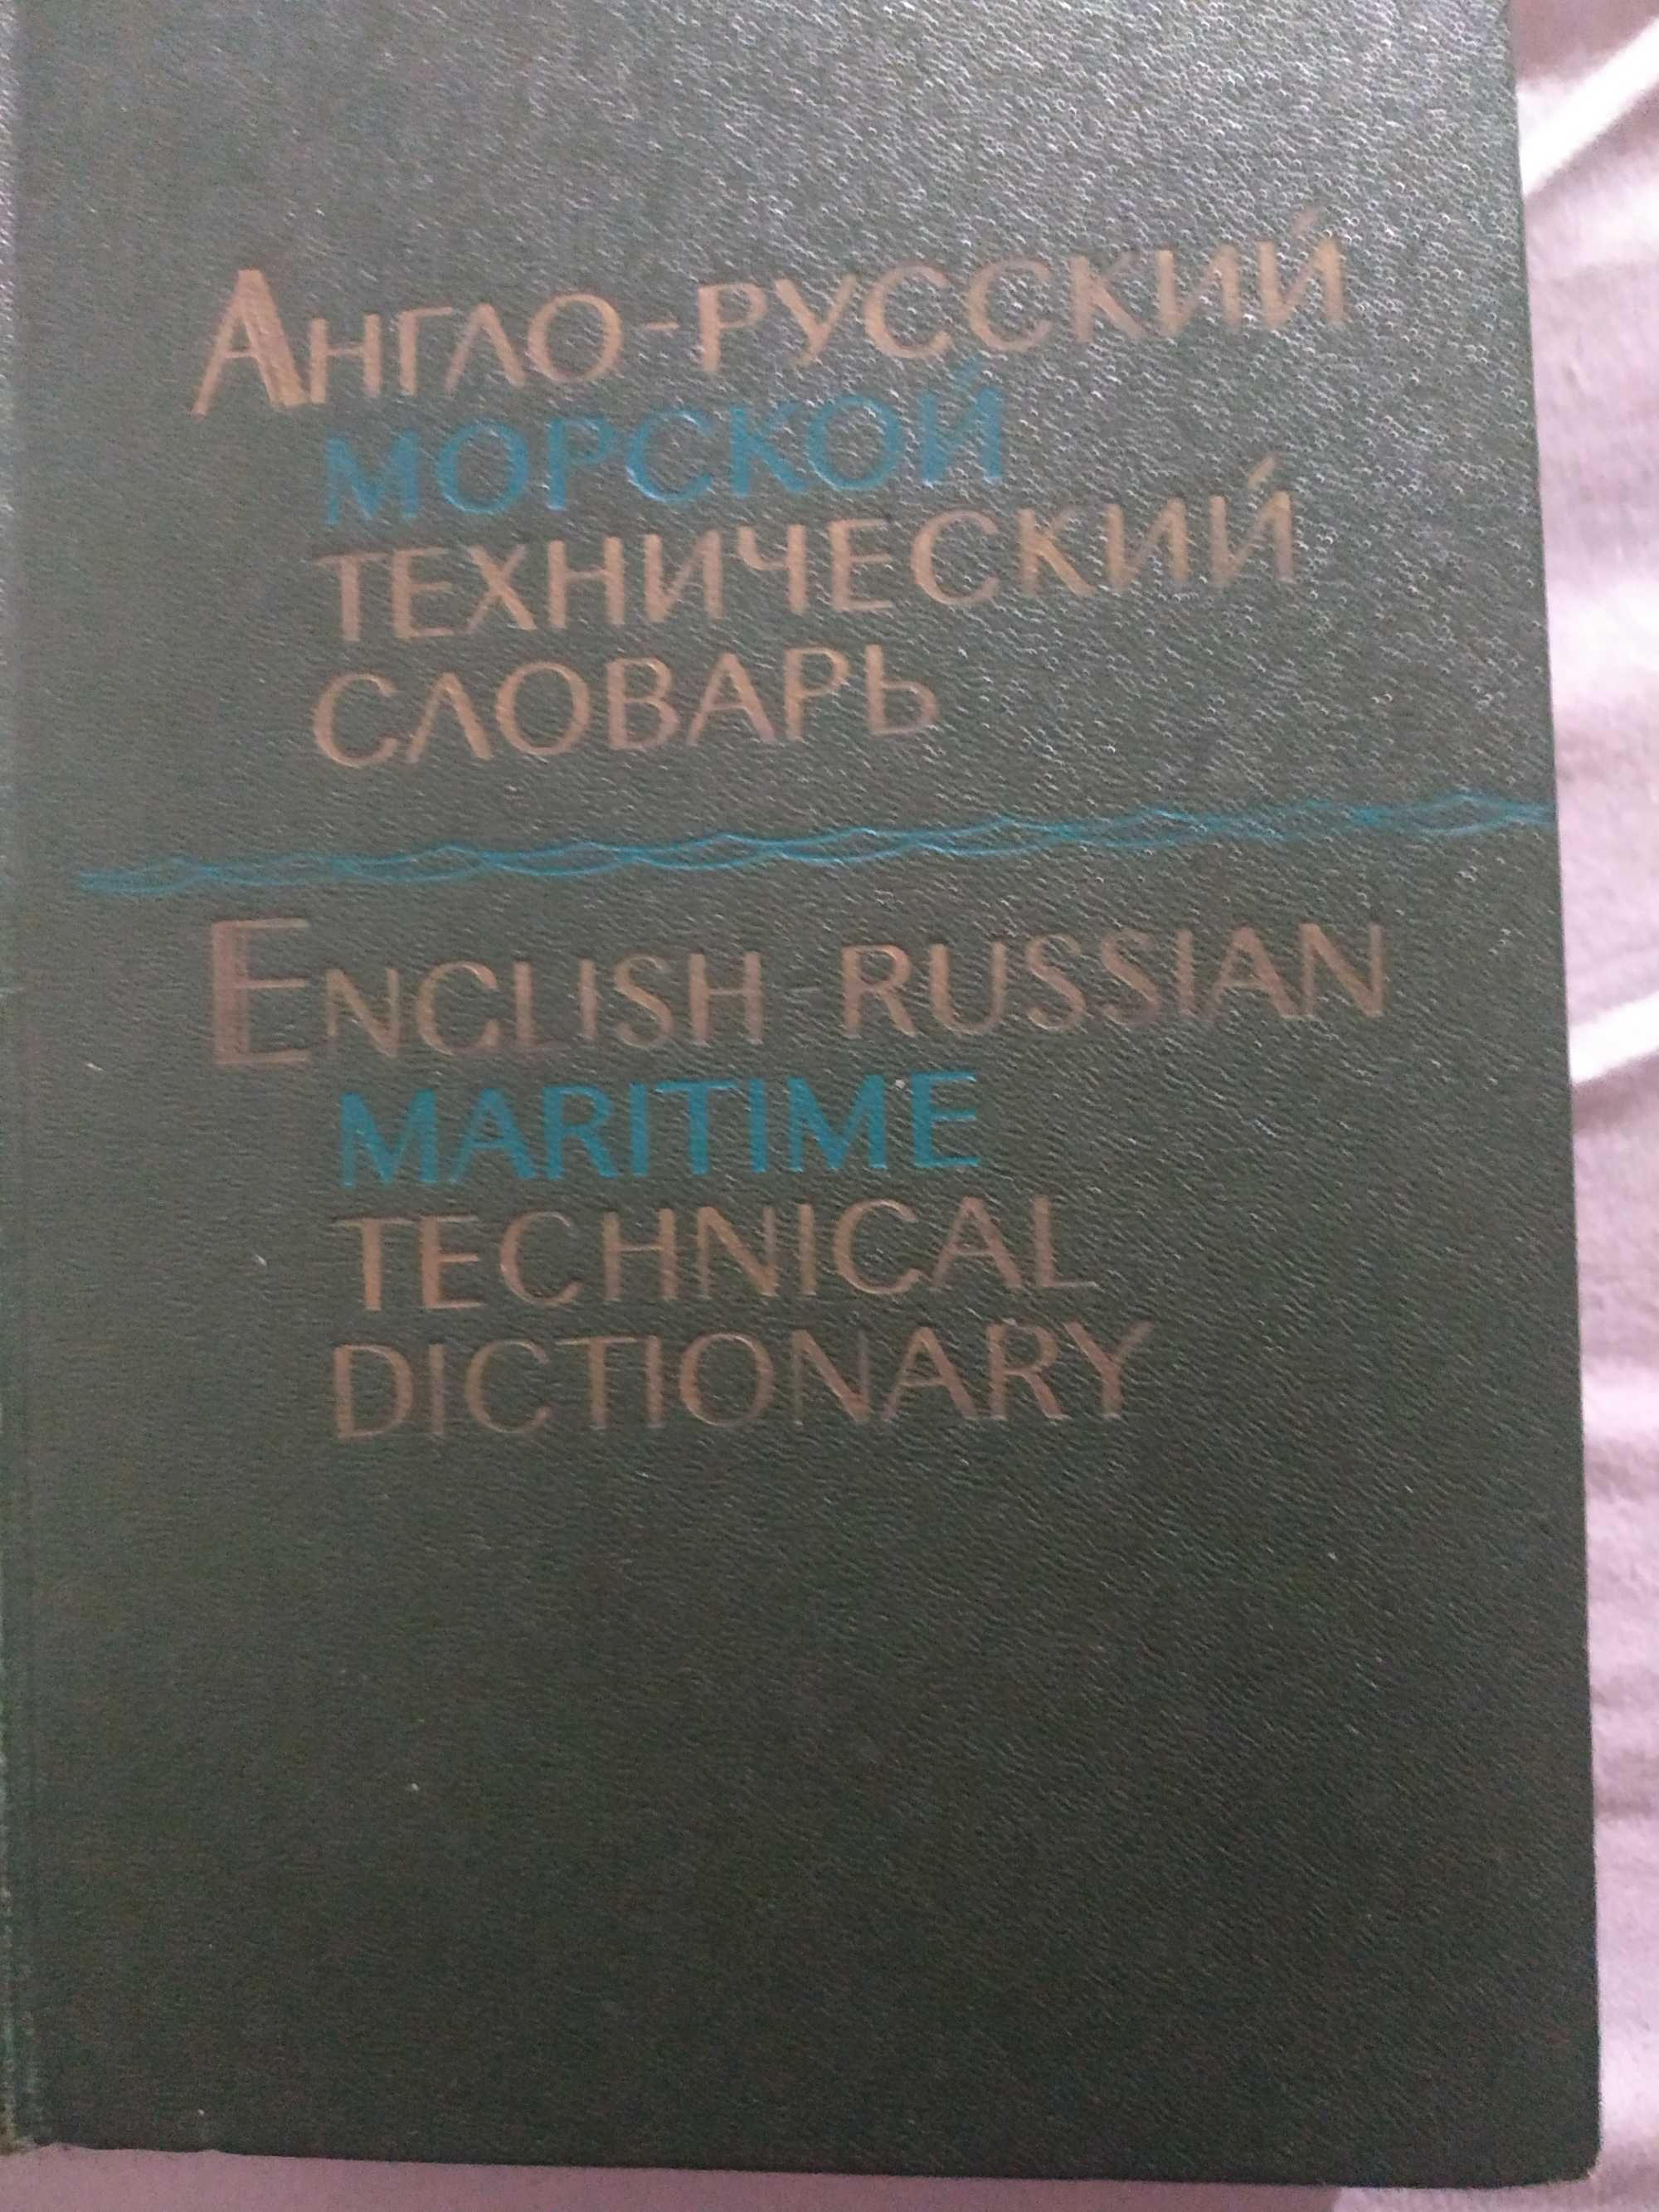 Англо-русский
морской
технический
словарь
English-Russian
maritime
technical
dictionary